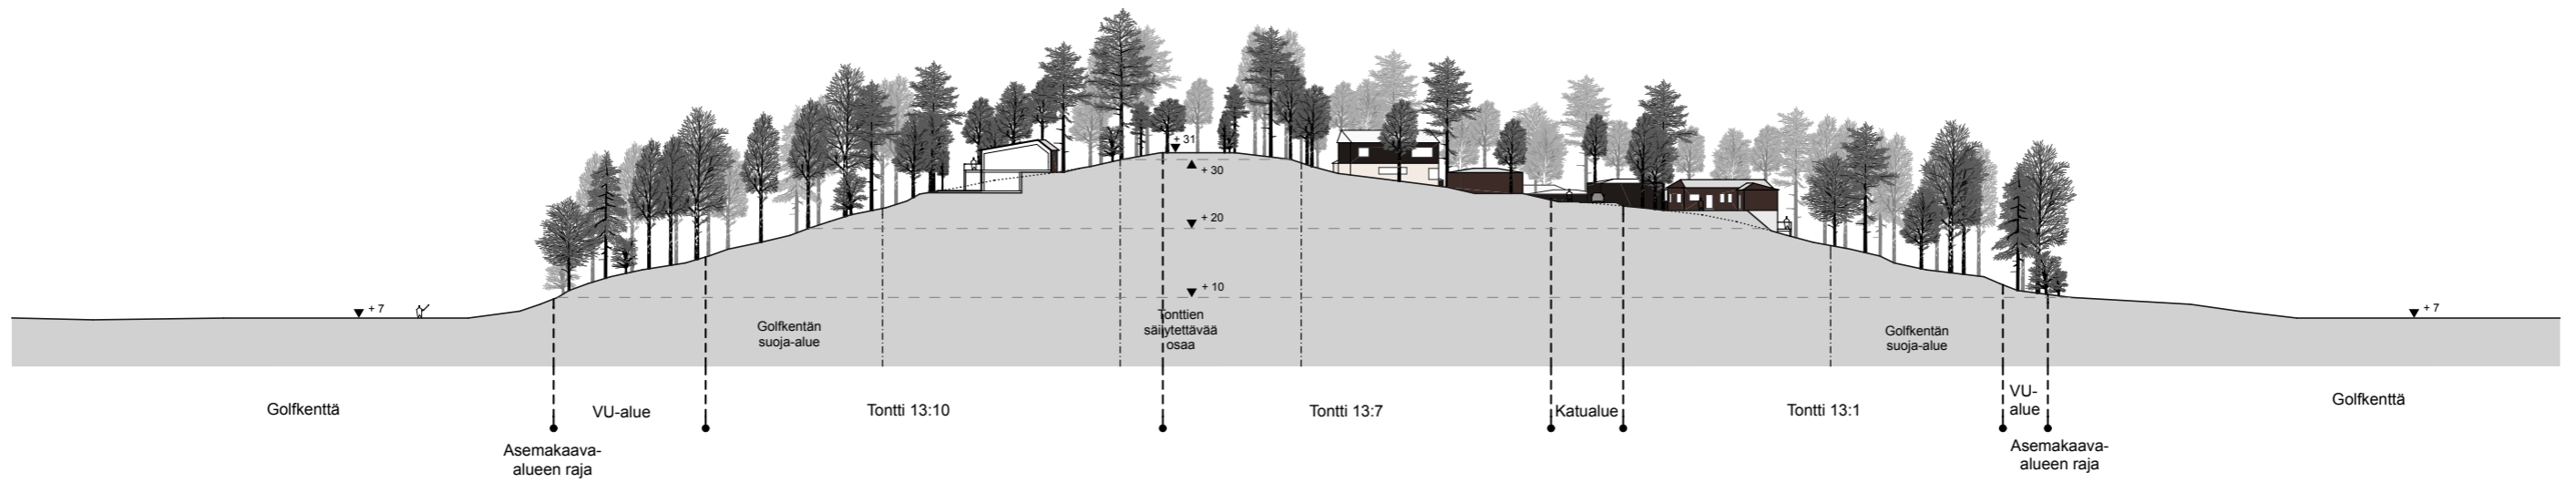 + 31
+ 30
+ 20
+ 10
+ 7
+ 7
Golfkentän
suoja-alue
Tonttien
säilytettävää
osaa
Golfkentän
suoja-alue
Golfkenttä
VU-alue
Tontti 13:10
Tontti 13:7
Katualue
Tontti 13:1
VU-
alue
Golfkenttä
Asemakaava-
alueen raja
Asemakaava-
alueen raja